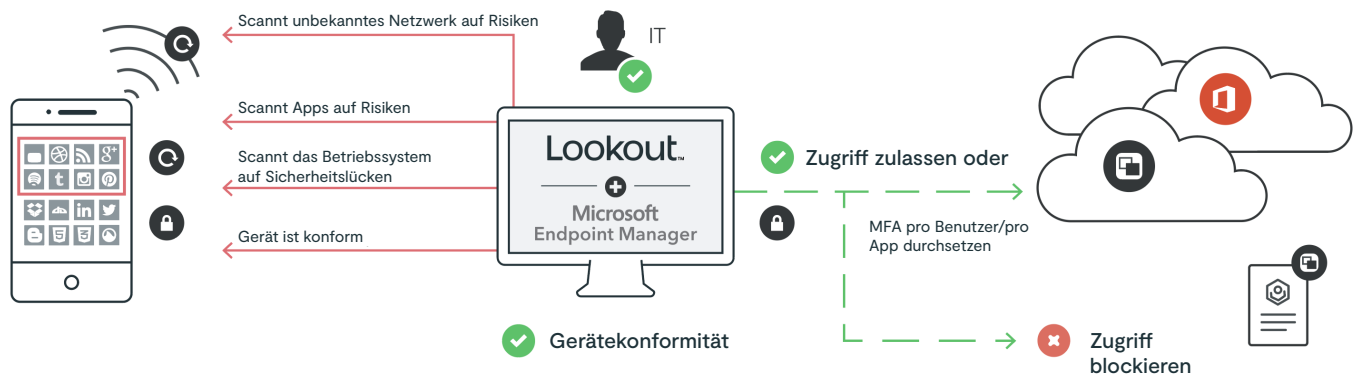 Scannt unbekanntes Netzwerk auf Risiken
IT
Scannt Apps auf Risiken
Scannt das Betriebssystem
auf Sicherheitslücken
Gerät ist konform
Lookout™
Microsoft
Endpoint Manager
Gerätekonformität
Zugriff zulassen oder
MFA pro Benutzer/pro
App durchsetzen
Zugriff
blockieren